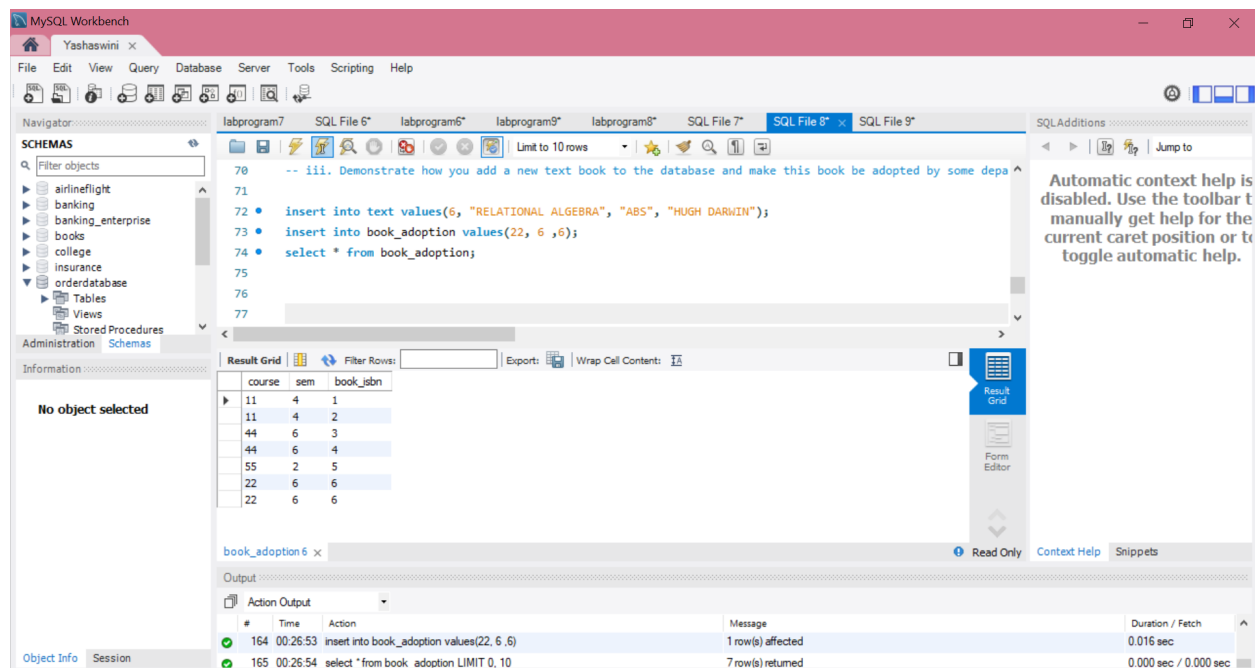 MySQL Workbench
Yashaswini
File Edit View Query Database Server Tools Scripting Help
Navigator
SCHEMAS
Filter objects
airlineflight
banking
banking_enterprise
books
college
insurance
orderdatabase
Tables
Views
Stored Procedures
Administration Schemas
Information
No object selected
Object Info Session
labprogram7 SQL File 6* labprogram6* labprogram9* labprogram8* SQL File 7* SQL File 8* SQL File 9*
Limit to 10 rows
70 -- iii. Demonstrate how you add a new text book to the database and make this book be adopted by some depa
71
72 insert into text values(6, "RELATIONAL ALGEBRA", "ABS", "HUGH DARWIN");
73 insert into book_adoption values(22, 6 ,6);
74 select * from book_adoption;
75
76
77
Result Grid Filter Rows: Export: Wrap Cell Content:
course sem book_isbn
11 4 1
11 4 2
44 6 3
44 6 4
55 2 5
22 6 6
22 6 6
Result Grid
Form Editor
book_adoption 6 Read Only
Output
Action Output
# Time Action Message Duration / Fetch
164 00:26:53 insert into book_adoption values(22, 6 ,6) 1 row(s) affected 0.016 sec
165 00:26:54 select * from book_adoption LIMIT 0, 10 7 row(s) returned 0.000 sec / 0.000 sec
SQLAdditions
Jump to
Automatic context help is
disabled. Use the toolbar t
manually get help for the
current caret position or to
toggle automatic help.
Context Help Snippets